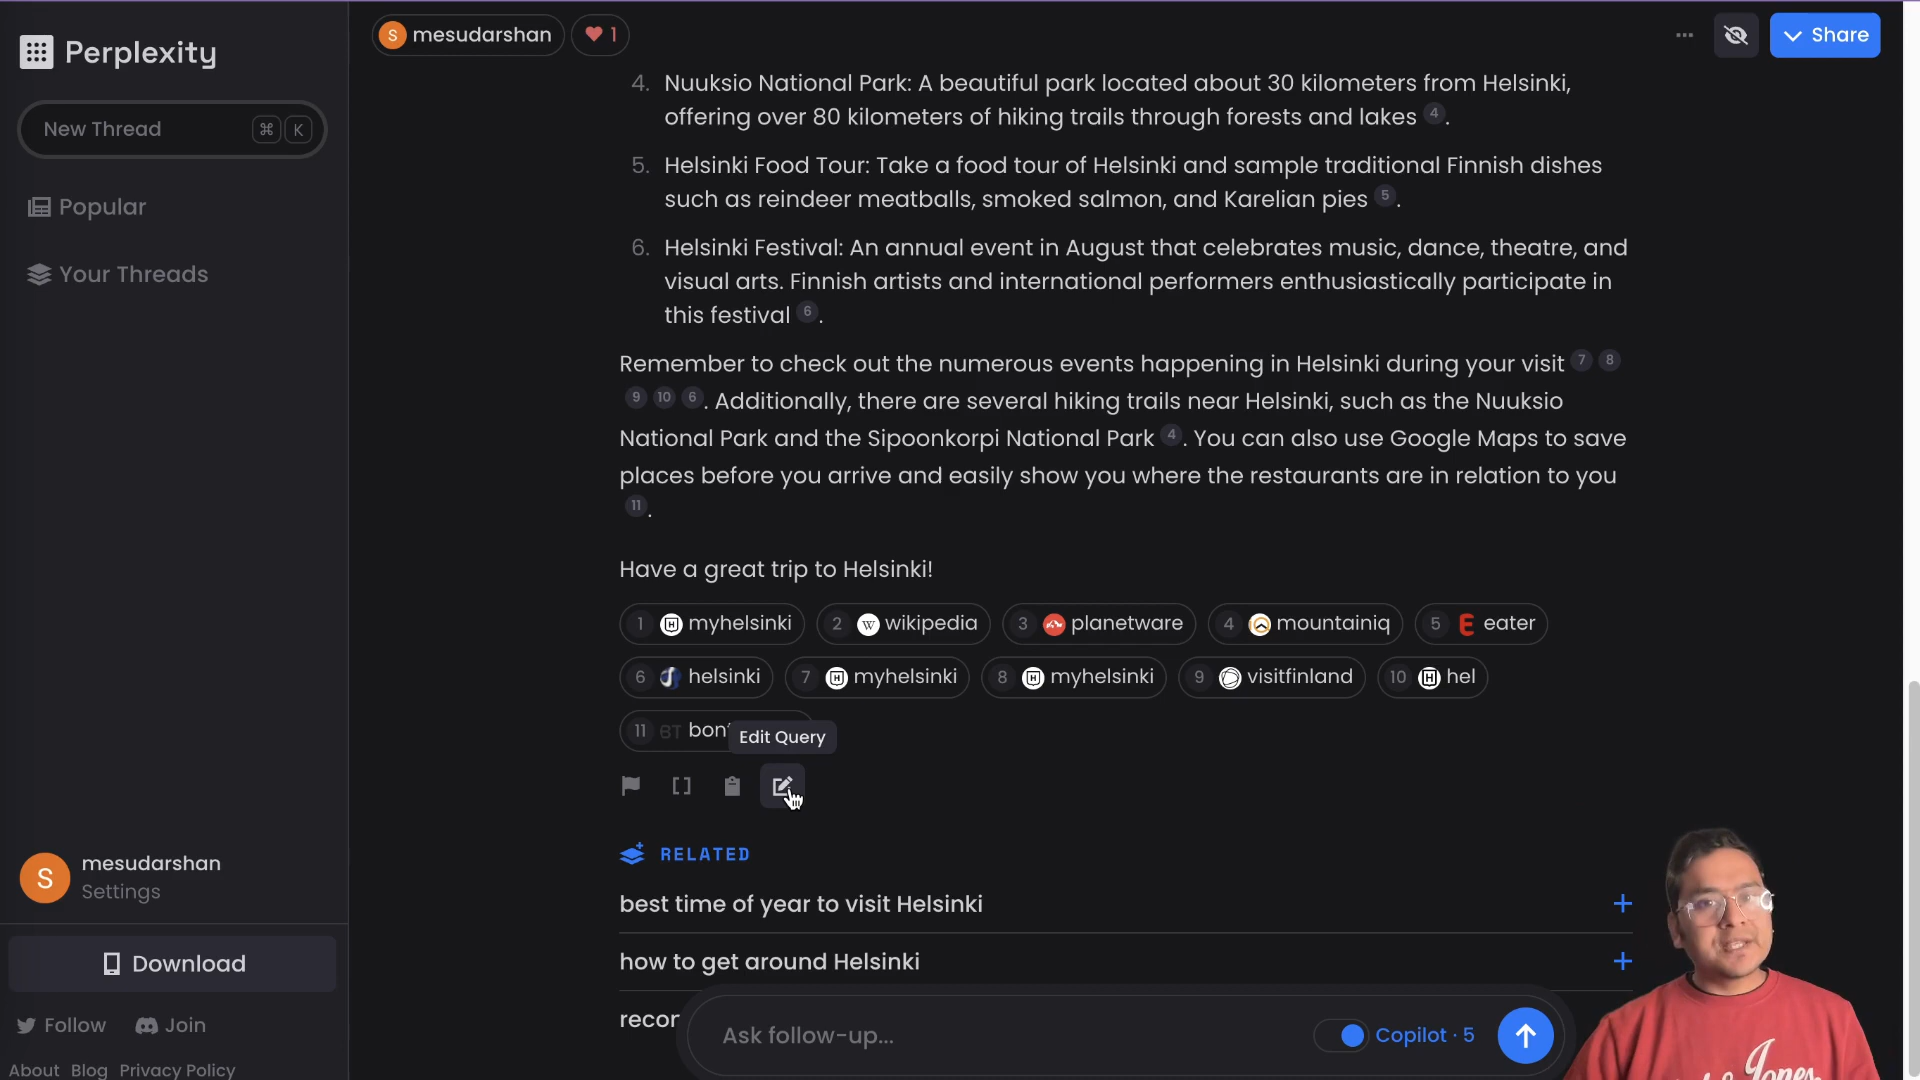 Perplexity
New Thread ⌘ K
Popular
Your Threads
S mesudarshan
Settings
Download
Follow Join
About Blog Privacy Policy
S mesudarshan 1
Share
4. Nuuksio National Park: A beautiful park located about 30 kilometers from Helsinki,
offering over 80 kilometers of hiking trails through forests and lakes 4.
5. Helsinki Food Tour: Take a food tour of Helsinki and sample traditional Finnish dishes
such as reindeer meatballs, smoked salmon, and Karelian pies 5.
6. Helsinki Festival: An annual event in August that celebrates music, dance, theatre, and
visual arts. Finnish artists and international performers enthusiastically participate in
this festival 6.
Remember to check out the numerous events happening in Helsinki during your visit 7 8
9 10 6. Additionally, there are several hiking trails near Helsinki, such as the Nuuksio
National Park and the Sipoonkorpi National Park 4. You can also use Google Maps to save
places before you arrive and easily show you where the restaurants are in relation to you
11.
Have a great trip to Helsinki!
1 myhelsinki 2 W wikipedia 3 planetware 4 mountainiq 5 E eater
6 helsinki 7 myhelsinki 8 myhelsinki 9 visitfinland 10 H hel
11 BT bon
Edit Query
RELATED
best time of year to visit Helsinki
how to get around Helsinki
recor
Ask follow-up...
Copilot · 5
Jones